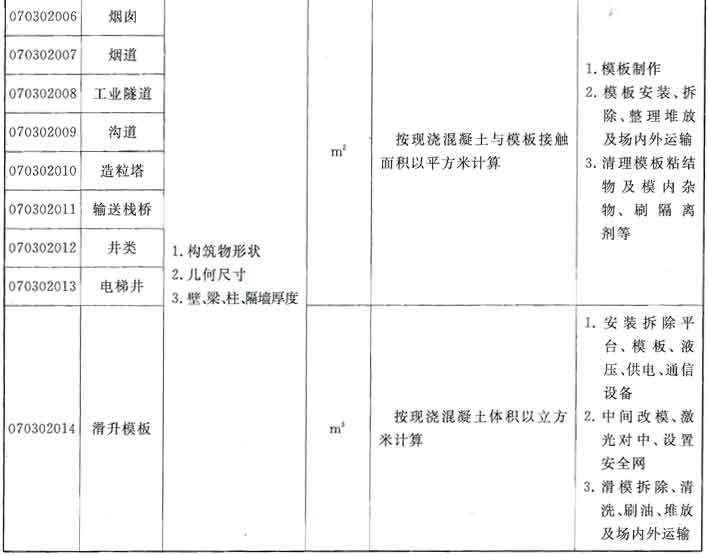 070302006 烟囱
070302007 烟道
070302008 工业隧道
070302009 沟道
070302010 造粒塔
070302011 输送栈桥
070302012 井类
070302013 电梯井
070302014 滑升模板
1. 构筑物形状
2. 几何尺寸
3. 壁、梁、柱、隔墙厚度
m²
按现浇混凝土与模板接触
面积以平方米计算
1. 模板制作
2. 模板安装、拆
除、整理堆放
及场内外运输
3. 清理模板粘结
物及模内杂
物、刷隔离
剂等
m³
按现浇混凝土体积以立方
米计算
1. 安装拆除平
台、模板、液
压、供电、通信
设备
2. 中间改模、激
光对中、设置
安全网
3. 滑模拆除、清
洗、刷油、堆放
及场内外运输